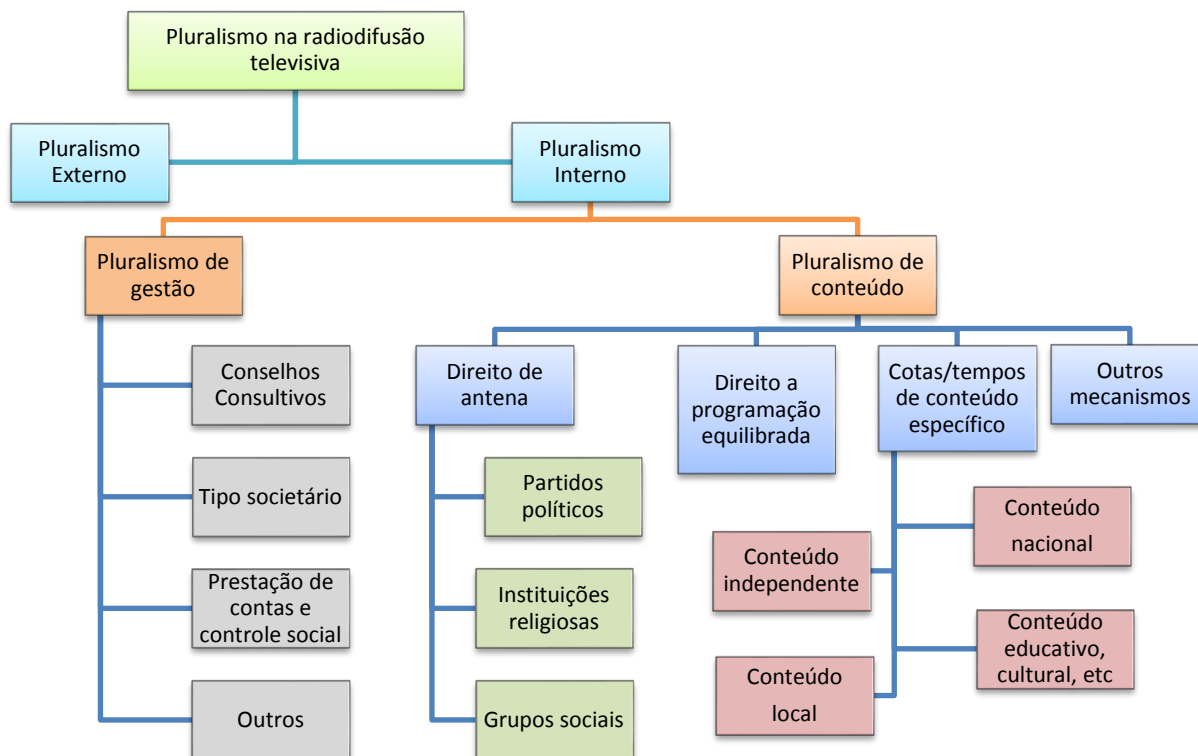 Pluralismo na radiodifusão
televisiva
Pluralismo
Externo
Pluralismo
Interno
Pluralismo de
gestão
Pluralismo de
conteúdo
Conselhos
Consultivos
Tipo societário
Prestação de
contas e
controle social
Outros
Direito de
antena
Partidos
políticos
Instituições
religiosas
Grupos sociais
Direito a
programação
equilibrada
Cotas/tempos
de conteúdo
específico
Conteúdo
independente
Conteúdo
local
Conteúdo
nacional
Conteúdo
educativo,
cultural, etc
Outros
mecanismos